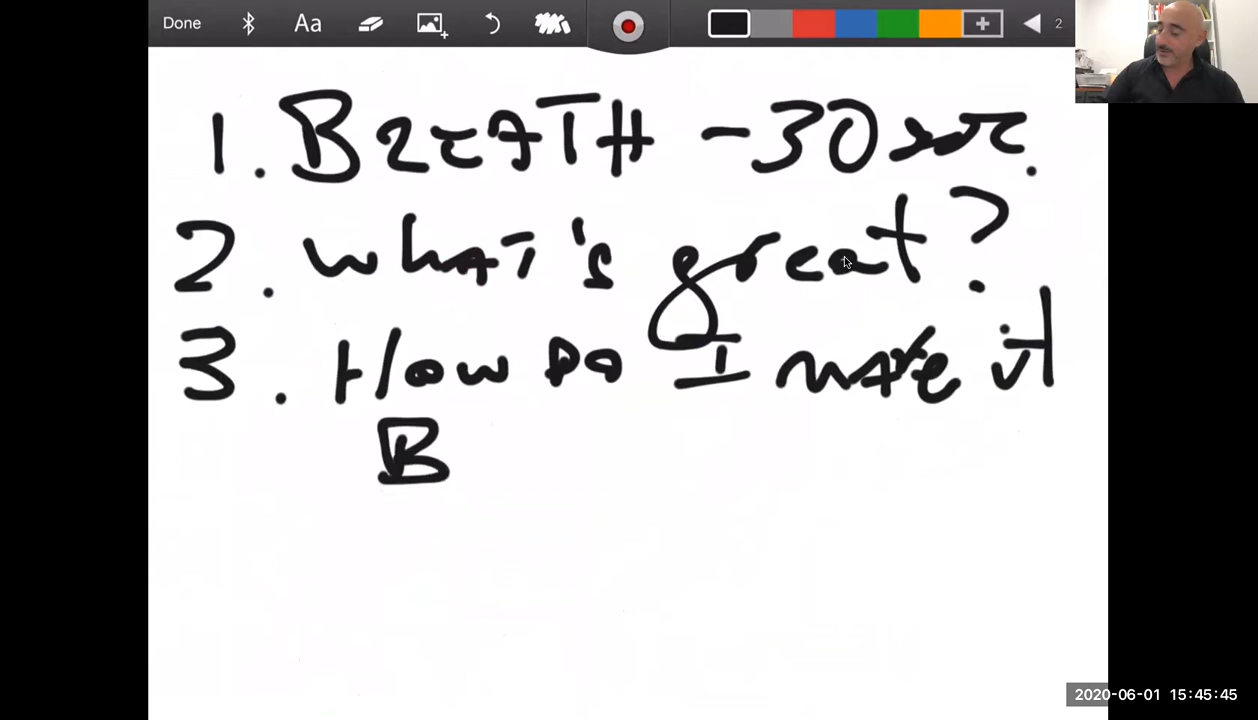 Done Aa 2
1. BREATH - 30 sec.
2. WHAT's great?
3. How DO I MAKE it
B
2020-06-01 15:45:45